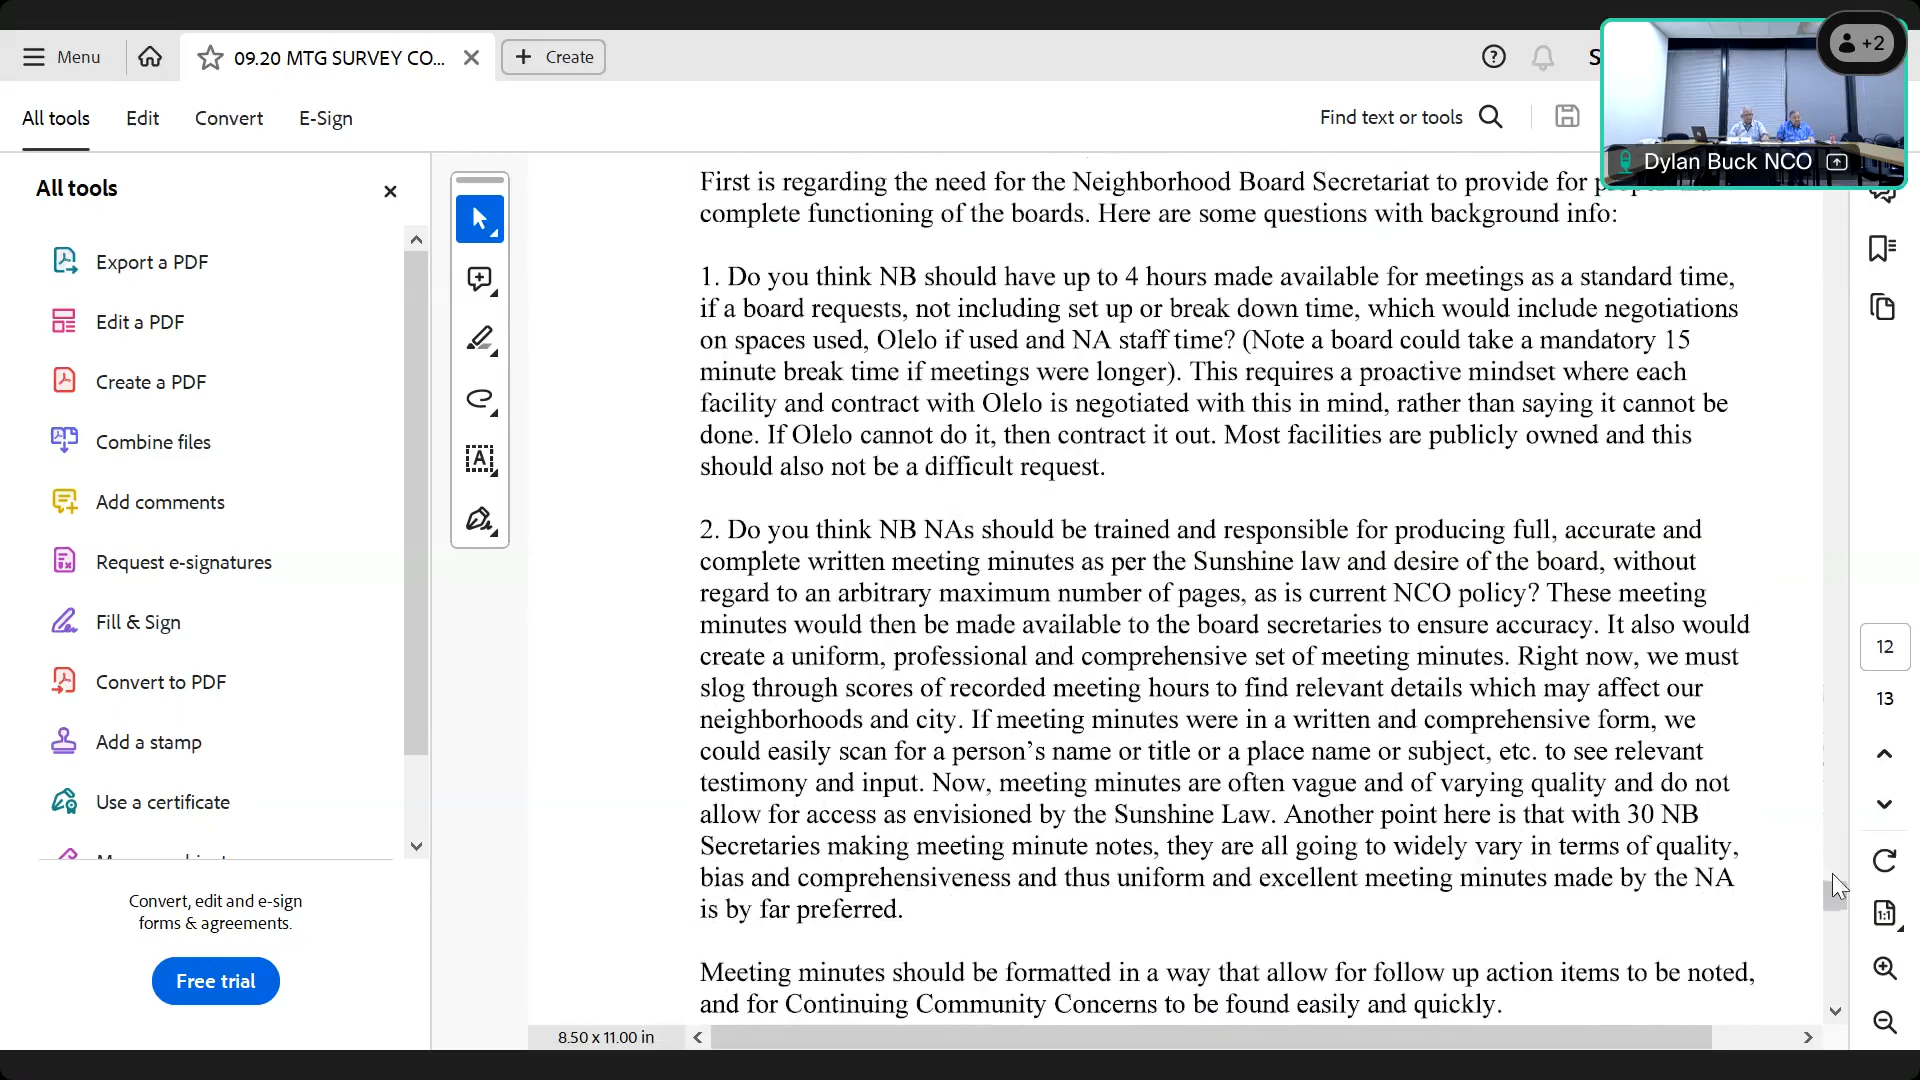 Menu
09.20 MTG SURVEY CO...
Create
+2
All tools
Edit
Convert
E-Sign
Find text or tools
Dylan Buck NCO
All tools
Export a PDF
Edit a PDF
Create a PDF
Combine files
Add comments
Request e-signatures
Fill & Sign
Convert to PDF
Add a stamp
Use a certificate
Convert, edit and e-sign
forms & agreements.
Free trial
First is regarding the need for the Neighborhood Board Secretariat to provide for
complete functioning of the boards. Here are some questions with background info:
1. Do you think NB should have up to 4 hours made available for meetings as a standard time,
if a board requests, not including set up or break down time, which would include negotiations
on spaces used, Olelo if used and NA staff time? (Note a board could take a mandatory 15
minute break time if meetings were longer). This requires a proactive mindset where each
facility and contract with Olelo is negotiated with this in mind, rather than saying it cannot be
done. If Olelo cannot do it, then contract it out. Most facilities are publicly owned and this
should also not be a difficult request.
2. Do you think NB NAs should be trained and responsible for producing full, accurate and
complete written meeting minutes as per the Sunshine law and desire of the board, without
regard to an arbitrary maximum number of pages, as is current NCO policy? These meeting
minutes would then be made available to the board secretaries to ensure accuracy. It also would
create a uniform, professional and comprehensive set of meeting minutes. Right now, we must
slog through scores of recorded meeting hours to find relevant details which may affect our
neighborhoods and city. If meeting minutes were in a written and comprehensive form, we
could easily scan for a person’s name or title or a place name or subject, etc. to see relevant
testimony and input. Now, meeting minutes are often vague and of varying quality and do not
allow for access as envisioned by the Sunshine Law. Another point here is that with 30 NB
Secretaries making meeting minute notes, they are all going to widely vary in terms of quality,
bias and comprehensiveness and thus uniform and excellent meeting minutes made by the NA
is by far preferred.
Meeting minutes should be formatted in a way that allow for follow up action items to be noted,
and for Continuing Community Concerns to be found easily and quickly.
8.50 x 11.00 in
12
13
1:1